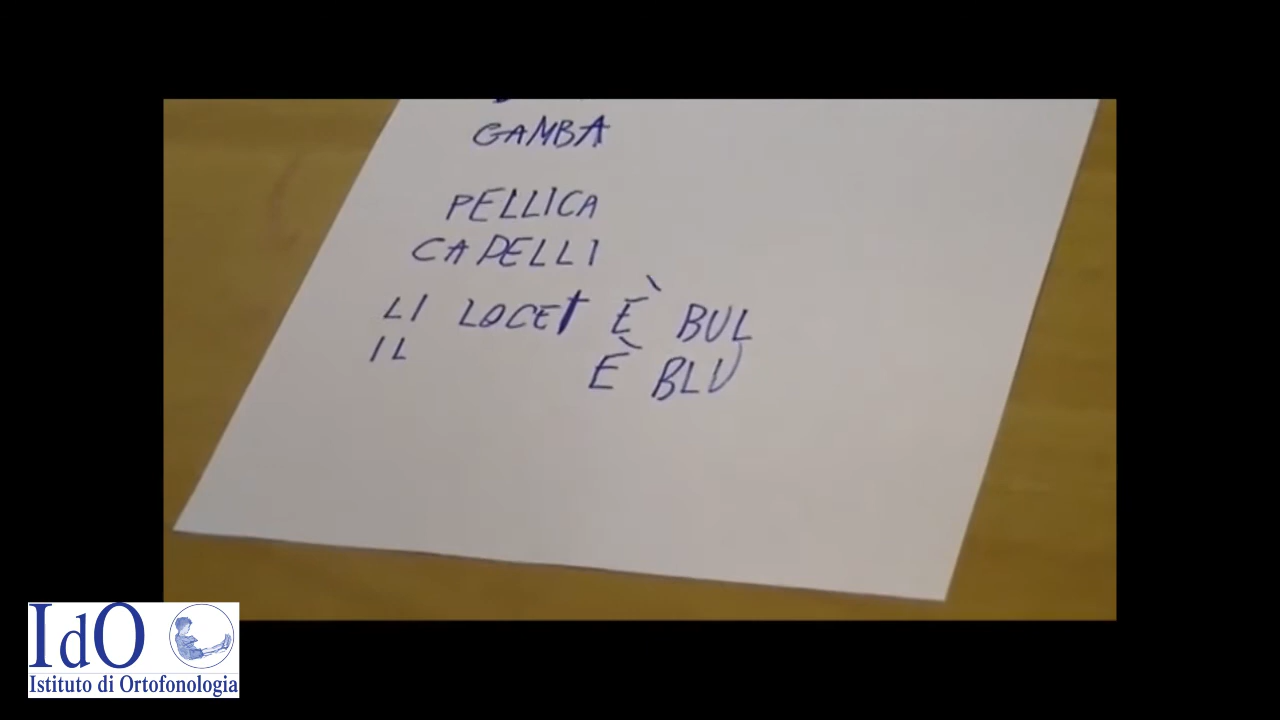 GAMBA
PELLICA
CAPELLI
LI LOCET È BUL
IL È BLU
IdO
Istituto di Ortofonologia